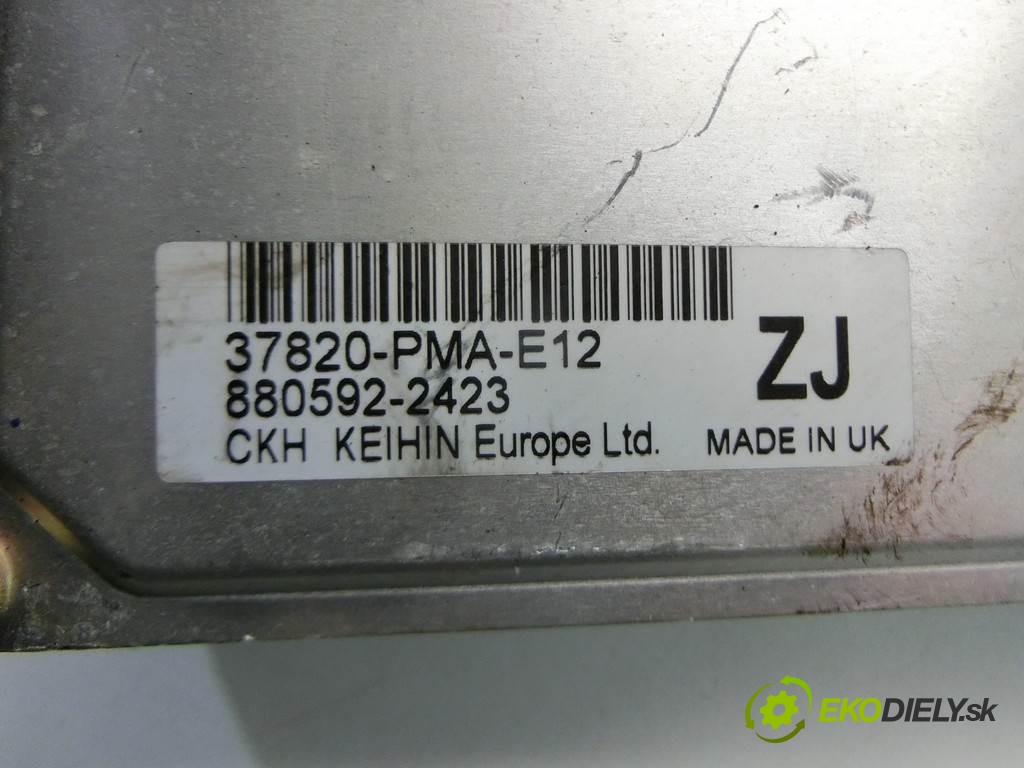 37820-PMA-E12
880592-2423
ZJ
CKH KEIHIN Europe Ltd. MADE IN UK
EKODIELY.sk